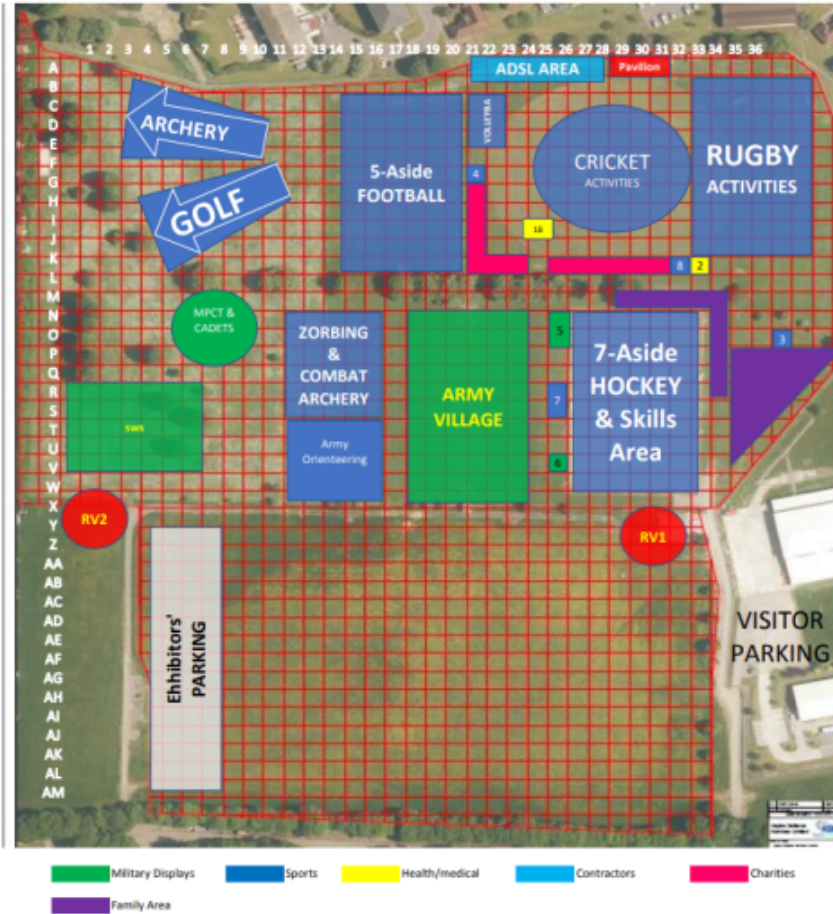 1 2 3 4 5 6 7 8 9 10 11 12 13 14 15 16 17 18 19 20 21 22 23 24 25 26 27 28 29 30 31 32 33 34 35 36
A
B
C
D
E
F
G
H
I
J
K
L
M
N
O
P
Q
R
S
T
U
V
W
X
Y
Z
AA
AB
AC
AD
AE
AF
AG
AH
AI
AJ
AK
AL
AM
ADSL AREA
Pavilion
ARCHERY
GOLF
5-Aside
FOOTBALL
VOLLEYBA
4
CRICKET
ACTIVITIES
RUGBY
ACTIVITIES
18
8
2
MPCT &
CADETS
ZORBING
&
COMBAT
ARCHERY
Army
Orienteering
ARMY
VILLAGE
5
7
6
7-Aside
HOCKEY
& Skills
Area
3
SWS
RV2
RV1
Ehhibitors'
PARKING
VISITOR
PARKING
Military Displays
Sports
Health/medical
Contractors
Charities
Family Area